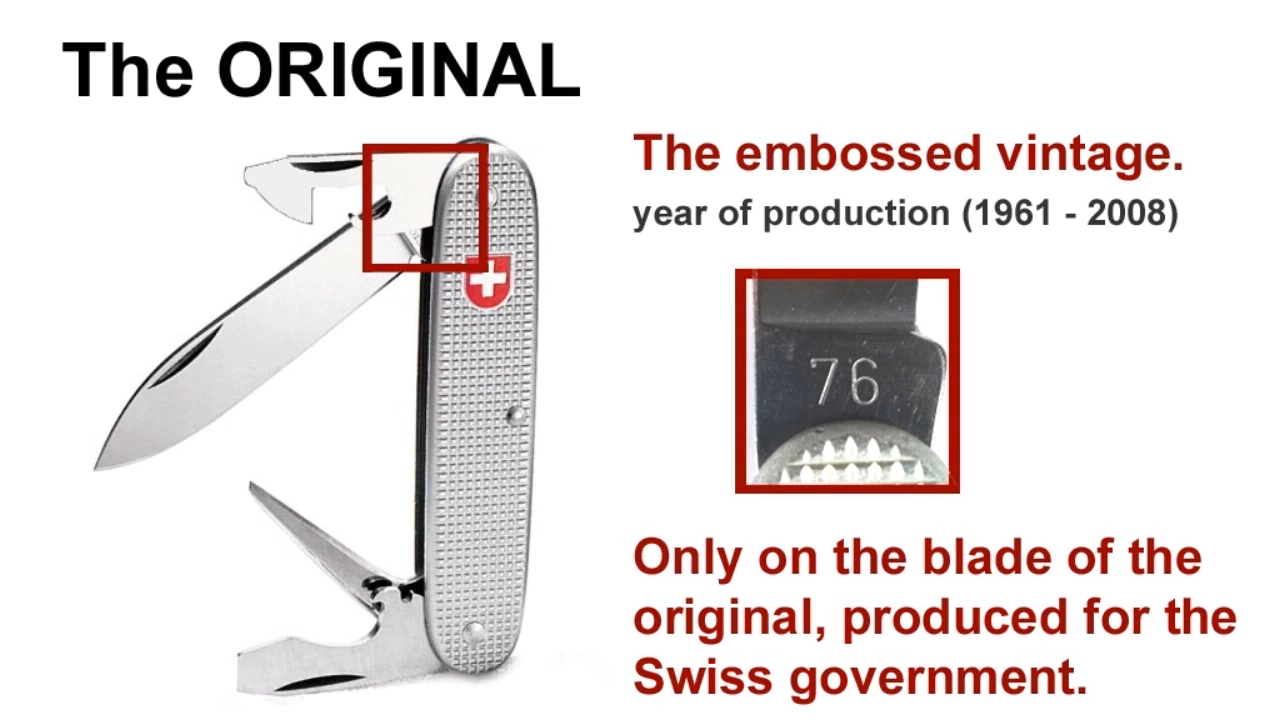 The ORIGINAL
The embossed vintage.
year of production (1961 - 2008)
76
Only on the blade of the
original, produced for the
Swiss government.